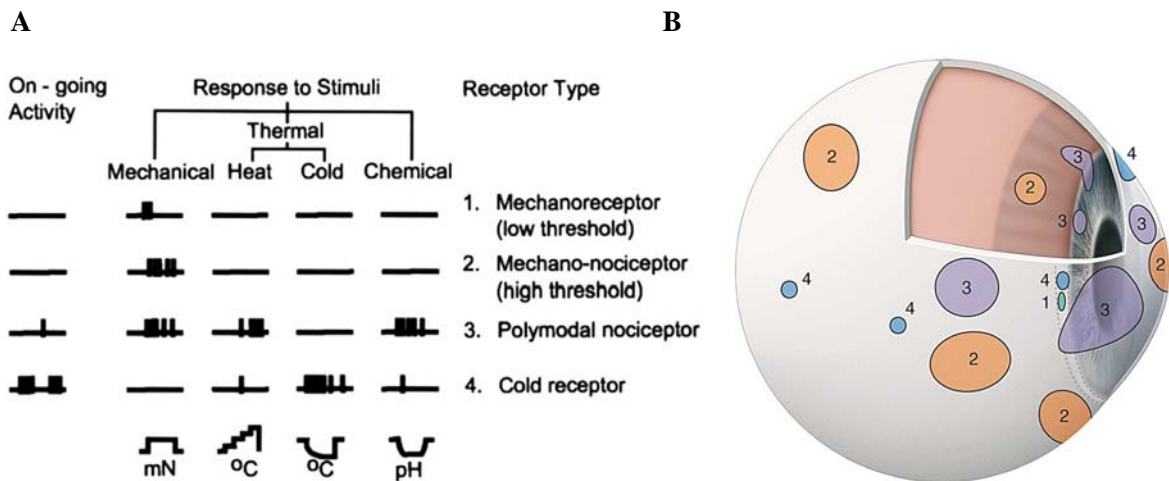 A
B
On - going
Activity
Response to Stimuli
Receptor Type
Thermal
Mechanical Heat Cold Chemical
1. Mechanoreceptor
(low threshold)
2. Mechano-nociceptor
(high threshold)
3. Polymodal nociceptor
4. Cold receptor
mN
ºC
ºC
pH
2
3
4
2
3
3
4
3
4
1
2
3
4
2
2